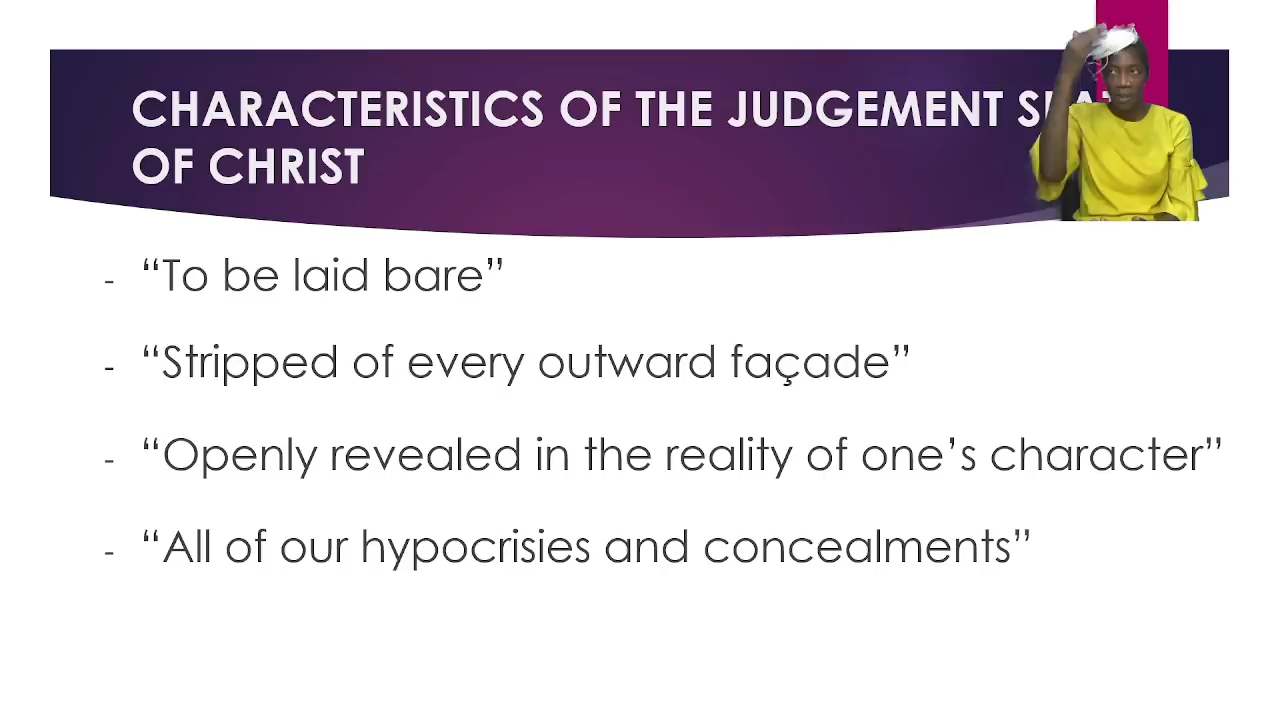 CHARACTERISTICS OF THE JUDGEMENT SEAT
OF CHRIST
- “To be laid bare”
- “Stripped of every outward façade”
- “Openly revealed in the reality of one’s character”
- “All of our hypocrisies and concealments”